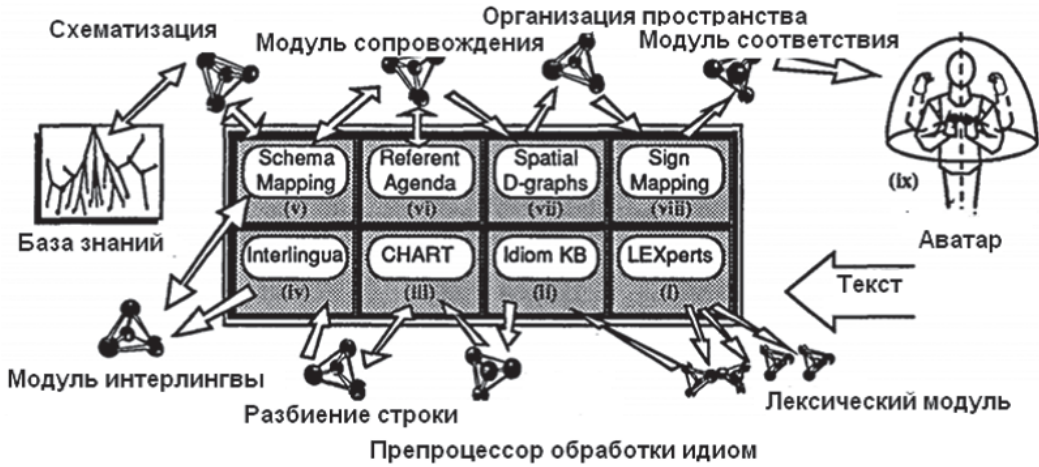 Схематизация
Модуль сопровождения
Организация пространства
Модуль соответствия
Schema
Mapping
(v)
Referent
Agenda
(vi)
Spatial
D-graphs
(vii)
Sign
Mapping
(viii)
(ix)
База знаний
Аватар
Interlingua
(iv)
CHART
(iii)
Idiom KB
(ii)
LEXperts
(i)
Текст
Модуль интерлингвы
Разбиение строки
Лексический модуль
Препроцессор обработки идиом